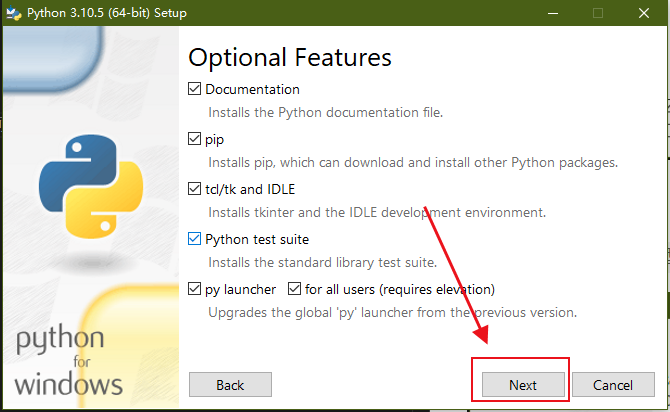 Python 3.10.5 (64-bit) Setup
Optional Features
Documentation
Installs the Python documentation file.
pip
Installs pip, which can download and install other Python packages.
tcl/tk and IDLE
Installs tkinter and the IDLE development environment.
Python test suite
Installs the standard library test suite.
py launcher for all users (requires elevation)
Upgrades the global 'py' launcher from the previous version.
python
for
windows
Back Next Cancel